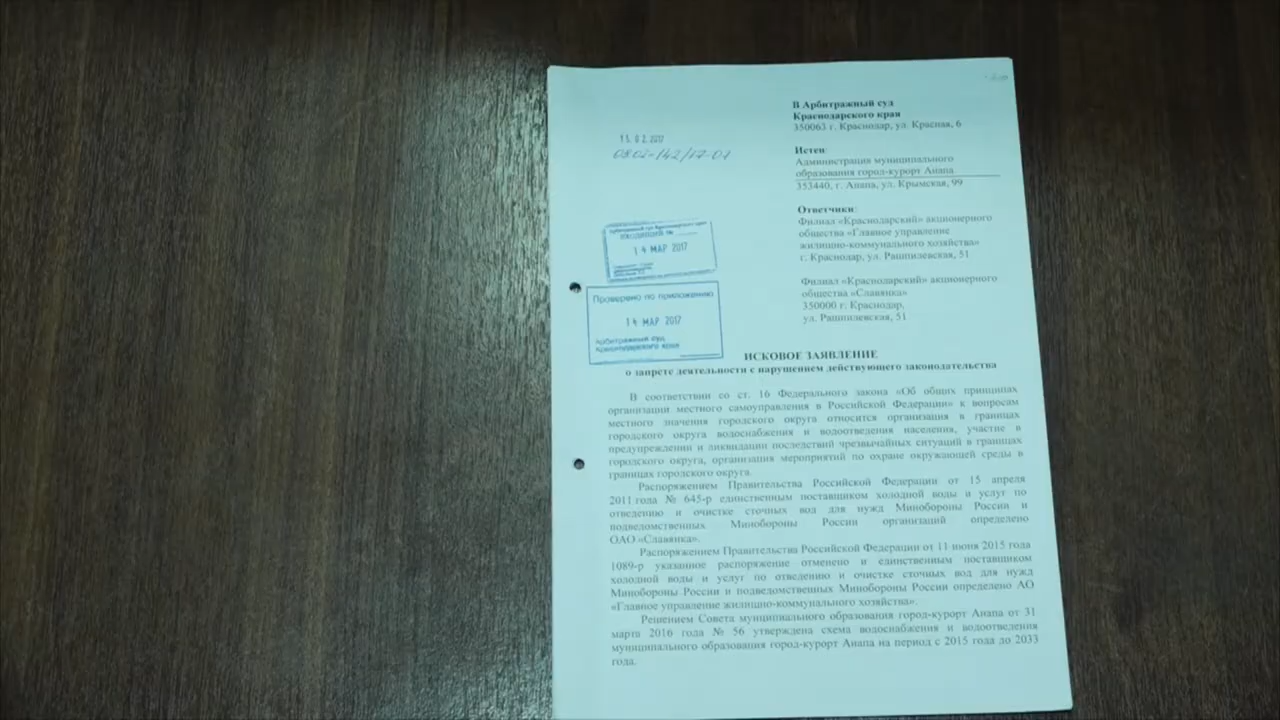 В Арбитражный суд
Краснодарского края
350063 г. Краснодар, ул. Красная, 6
Истец:
Администрация муниципального
образования город-курорт Анапа
353440, г. Анапа, ул. Крымская, 99
Ответчики:
Филиал «Краснодарский» акционерного
общества «Главное управление
жилищно-коммунального хозяйства»
г. Краснодар, ул. Рашпилевская, 51
Филиал «Краснодарский» акционерного
общества «Славянка»
350000 г. Краснодар,
ул. Рашпилевская, 51
14 МАР 2017
Проверено по приложению
14 МАР 2017
Арбитражный суд
Краснодарского края
ИСКОВОЕ ЗАЯВЛЕНИЕ
о запрете деятельности с нарушением действующего законодательства
В соответствии со ст. 16 Федерального закона «Об общих принципах
организации местного самоуправления в Российской Федерации» к вопросам
местного значения городского округа относится организация в границах
городского округа водоснабжения и водоотведения населения, участие в
предупреждении и ликвидации последствий чрезвычайных ситуаций в границах
городского округа, организация мероприятий по охране окружающей среды в
границах городского округа.
Распоряжением Правительства Российской Федерации от 15 апреля
2011 года № 645-р единственным поставщиком холодной воды и услуг по
отведению и очистке сточных вод для нужд Минобороны России и
подведомственных Минобороны России организаций определено
ОАО «Славянка».
Распоряжением Правительства Российской Федерации от 11 июня 2015 года
1089-р указанное распоряжение отменено и единственным поставщиком
холодной воды и услуг по отведению и очистке сточных вод для нужд
Минобороны России и подведомственных Минобороны России определено АО
«Главное управление жилищно-коммунального хозяйства».
Решением Совета муниципального образования город-курорт Анапа от 31
марта 2016 года № 56 утверждена схема водоснабжения и водоотведения
муниципального образования город-курорт Анапа на период с 2015 года до 2033
года.